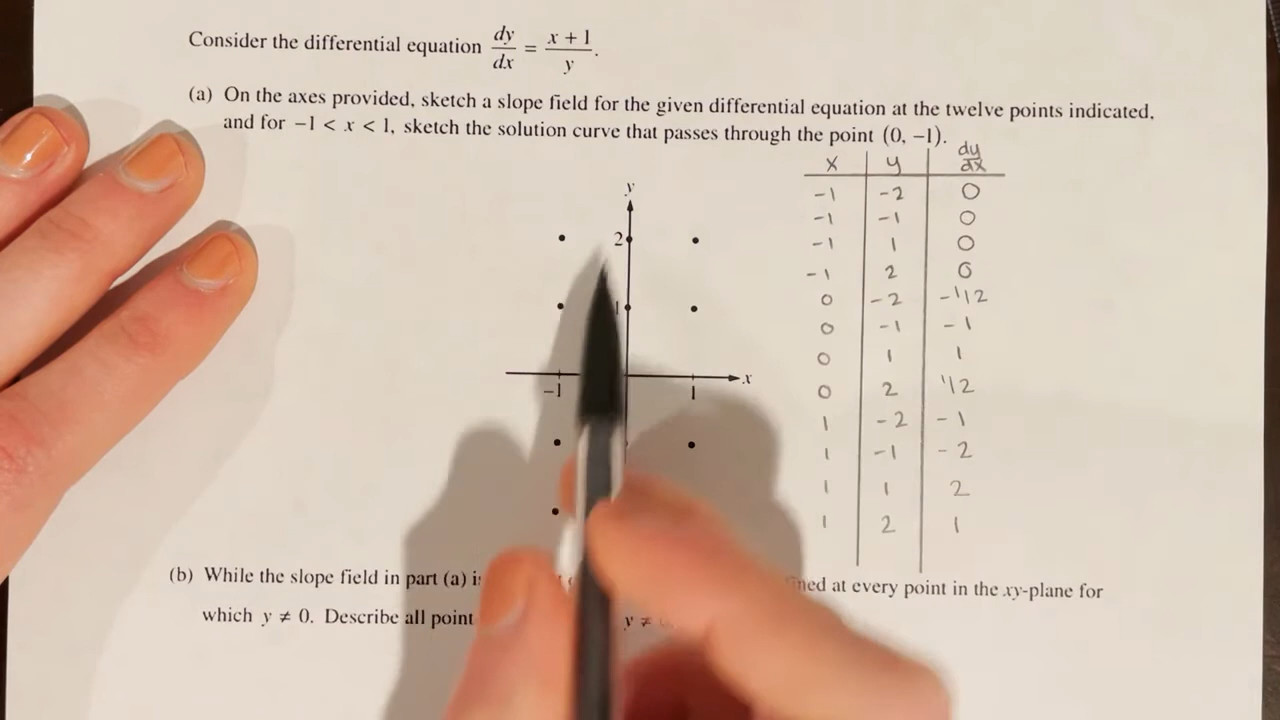 Consider the differential equation dy/dx = x + 1/y.
(a) On the axes provided, sketch a slope field for the given differential equation at the twelve points indicated,
and for −1 < x < 1, sketch the solution curve that passes through the point (0, −1).
x y dy/dx
-1 -2 0
-1 -1 0
-1 1 0
-1 2 0
0 -2 -1/2
0 -1 -1
0 1 1
0 2 1/2
1 -2 -1
1 -1 -2
1 1 2
1 2 1
y
2
1
x
−1 1
(b) While the slope field in part (a) is at every point in the xy-plane for
which y ≠ 0. Describe all point y ≠